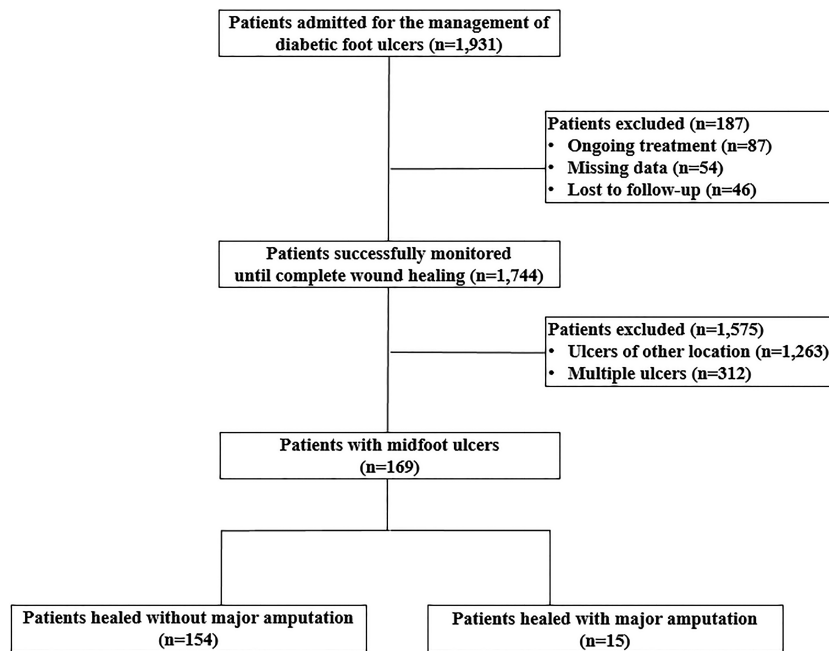 Patients admitted for the management of
diabetic foot ulcers (n=1,931)
Patients excluded (n=187)
• Ongoing treatment (n=87)
• Missing data (n=54)
• Lost to follow-up (n=46)
Patients successfully monitored
until complete wound healing (n=1,744)
Patients excluded (n=1,575)
• Ulcers of other location (n=1,263)
• Multiple ulcers (n=312)
Patients with midfoot ulcers
(n=169)
Patients healed without major amputation
(n=154)
Patients healed with major amputation
(n=15)